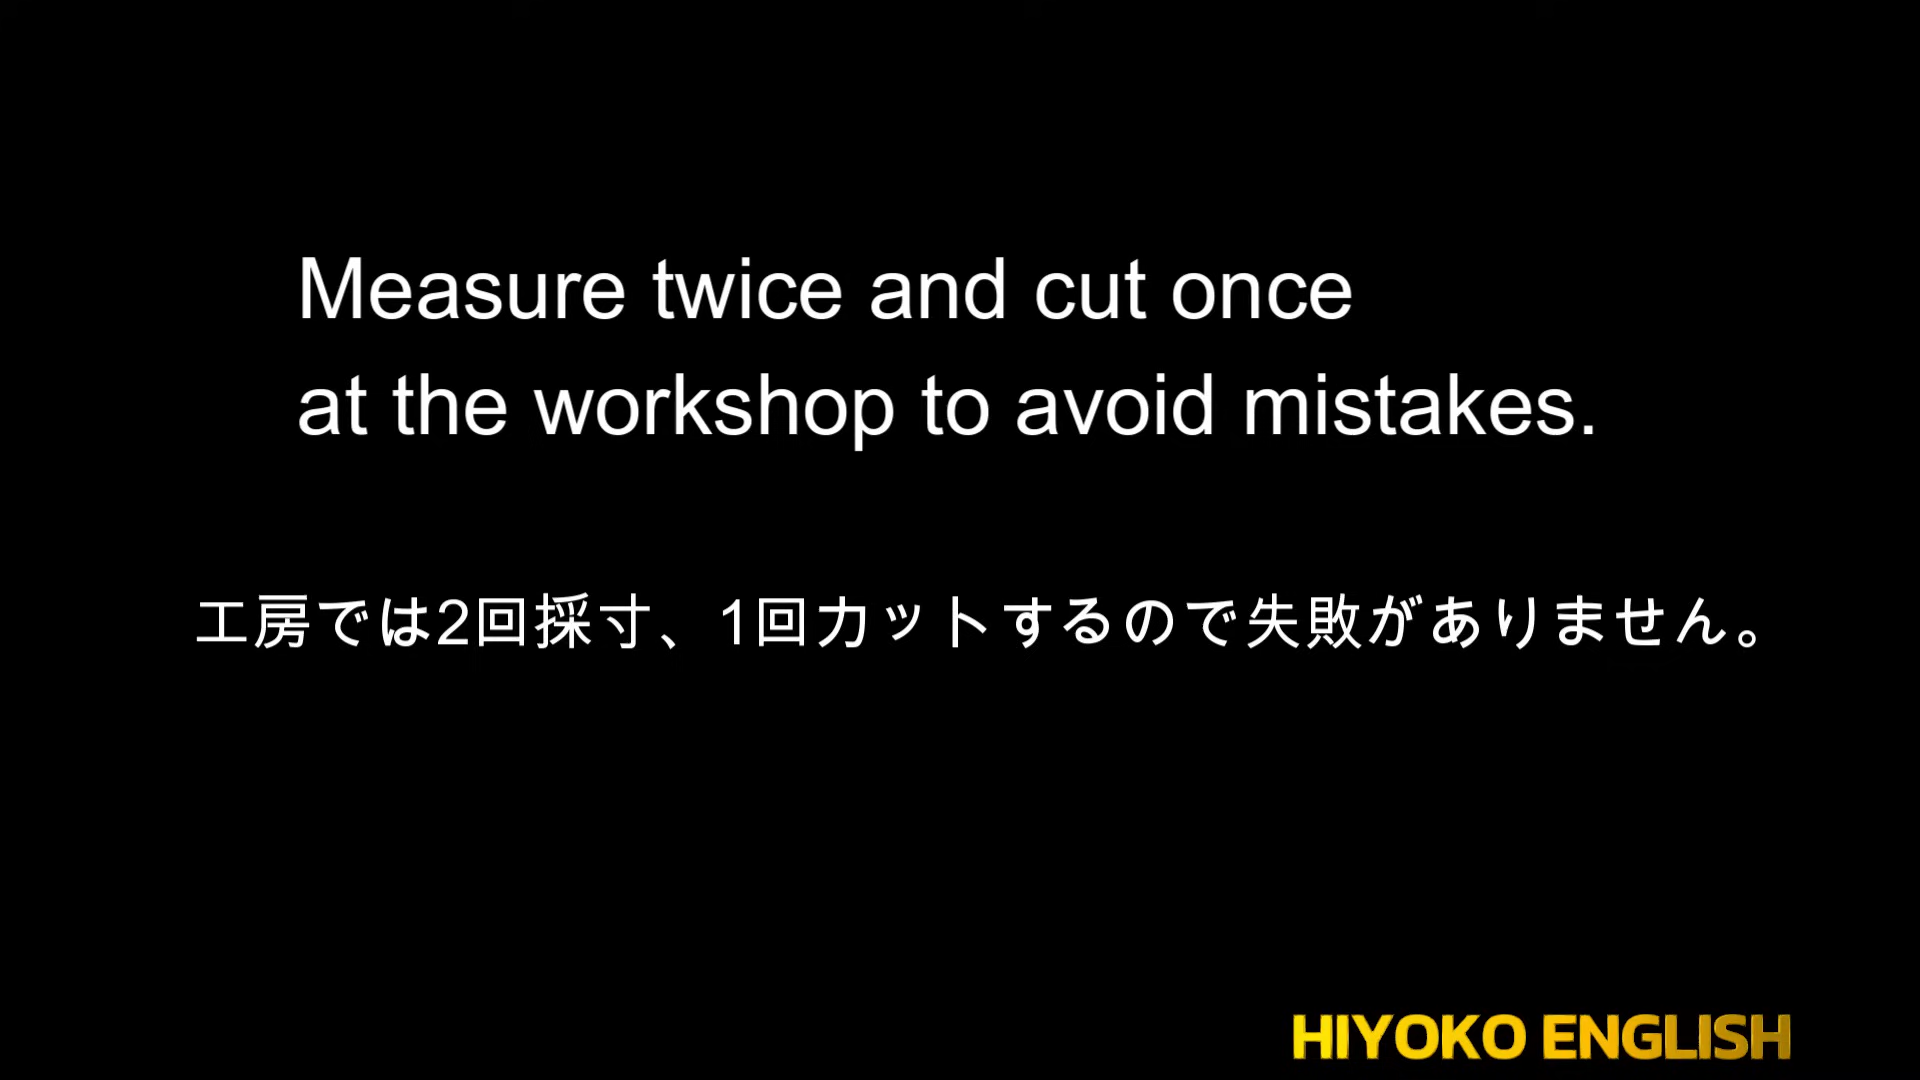 Measure twice and cut once
at the workshop to avoid mistakes.
工房では2回採寸、1回カットするので失敗がありません。
HIYOKO ENGLISH